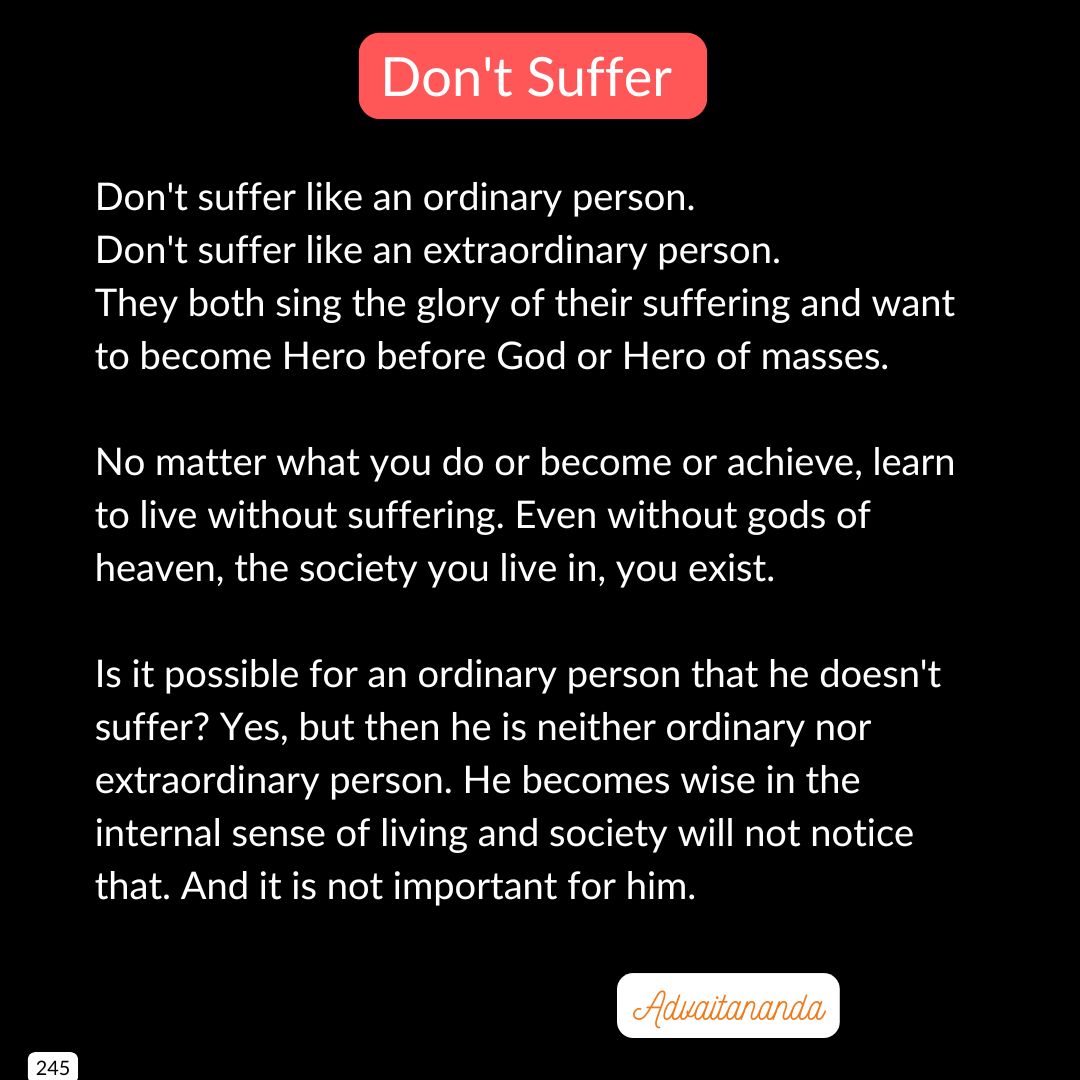 Don't Suffer
Don't suffer like an ordinary person.
Don't suffer like an extraordinary person.
They both sing the glory of their suffering and want
to become Hero before God or Hero of masses.
No matter what you do or become or achieve, learn
to live without suffering. Even without gods of
heaven, the society you live in, you exist.
Is it possible for an ordinary person that he doesn't
suffer? Yes, but then he is neither ordinary nor
extraordinary person. He becomes wise in the
internal sense of living and society will not notice
that. And it is not important for him.
Advaitananda
245